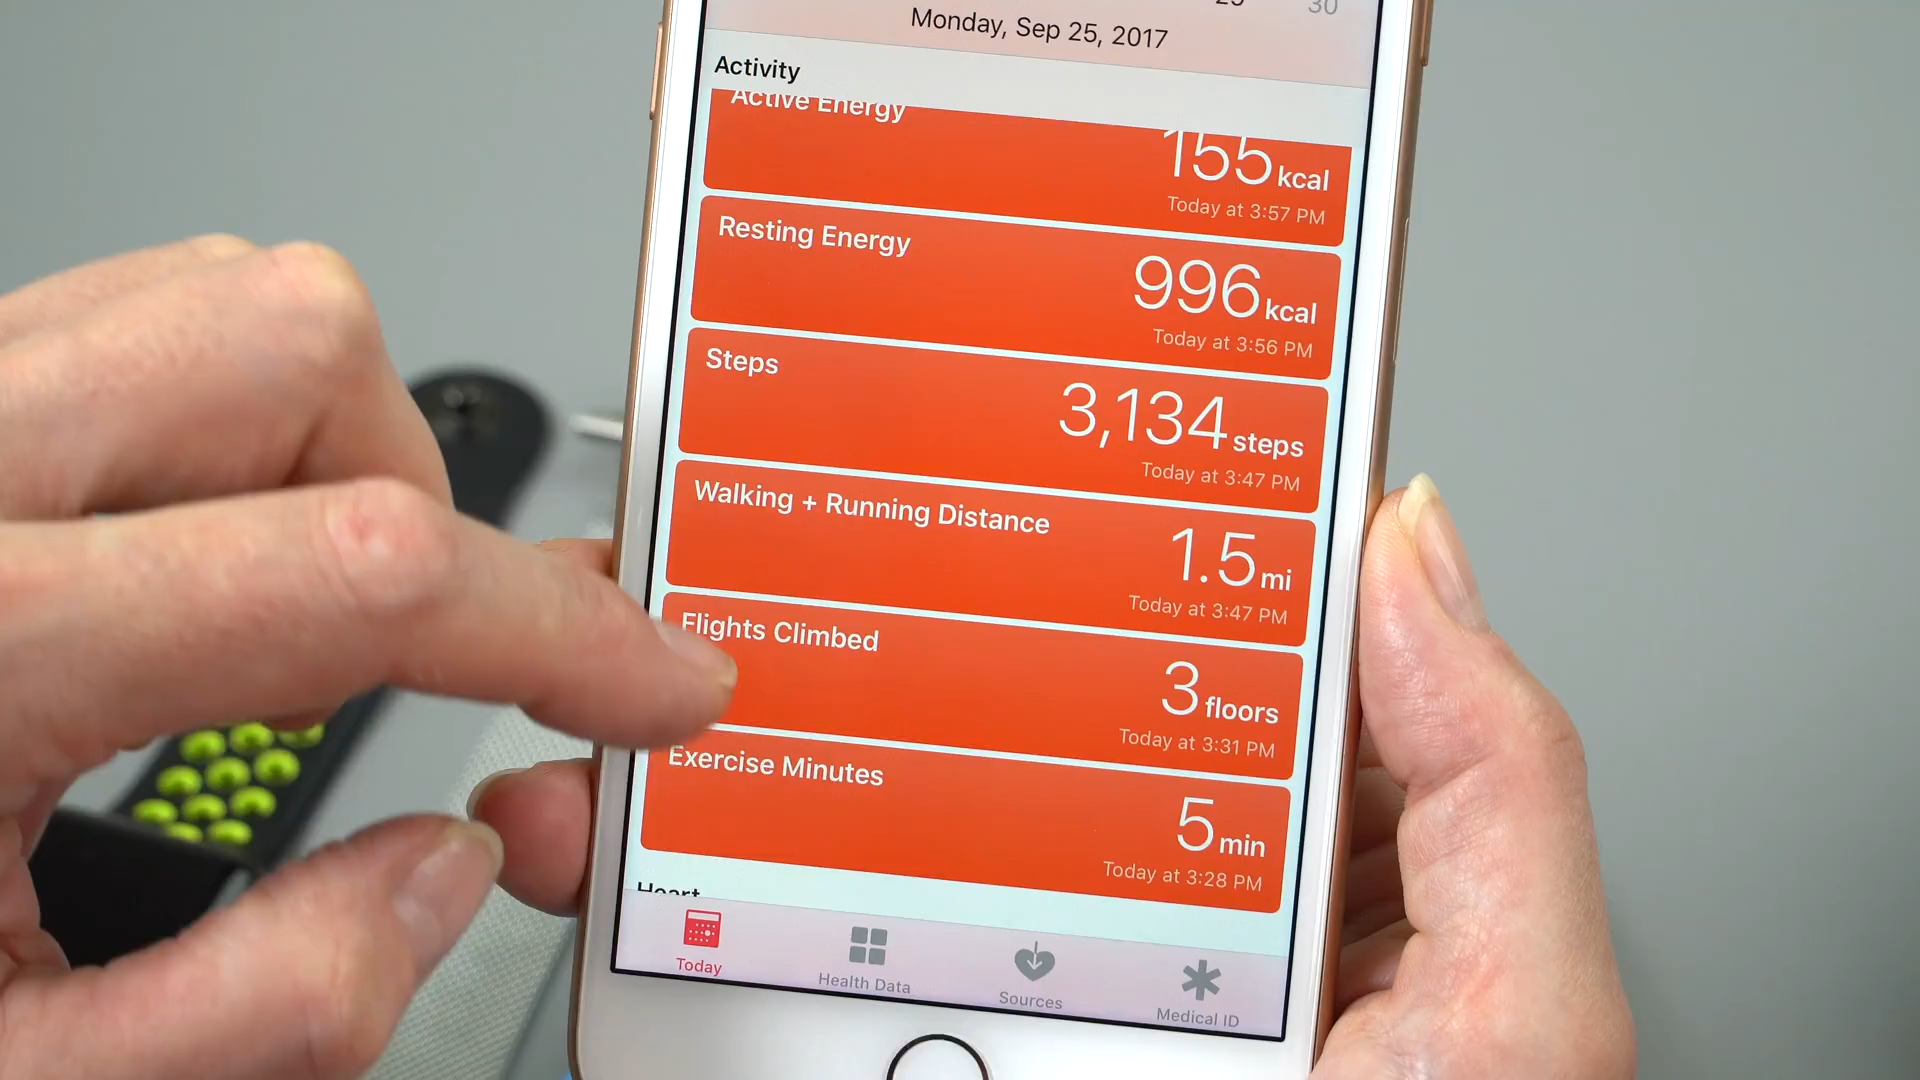 30
Monday, Sep 25, 2017
Activity
Active Energy
155 kcal
Today at 3:57 PM
Resting Energy
996 kcal
Today at 3:56 PM
Steps
3,134 steps
Today at 3:47 PM
Walking + Running Distance
1.5 mi
Today at 3:47 PM
Flights Climbed
3 floors
Today at 3:31 PM
Exercise Minutes
5 min
Today at 3:28 PM
Heart
Today
Health Data
Sources
Medical ID